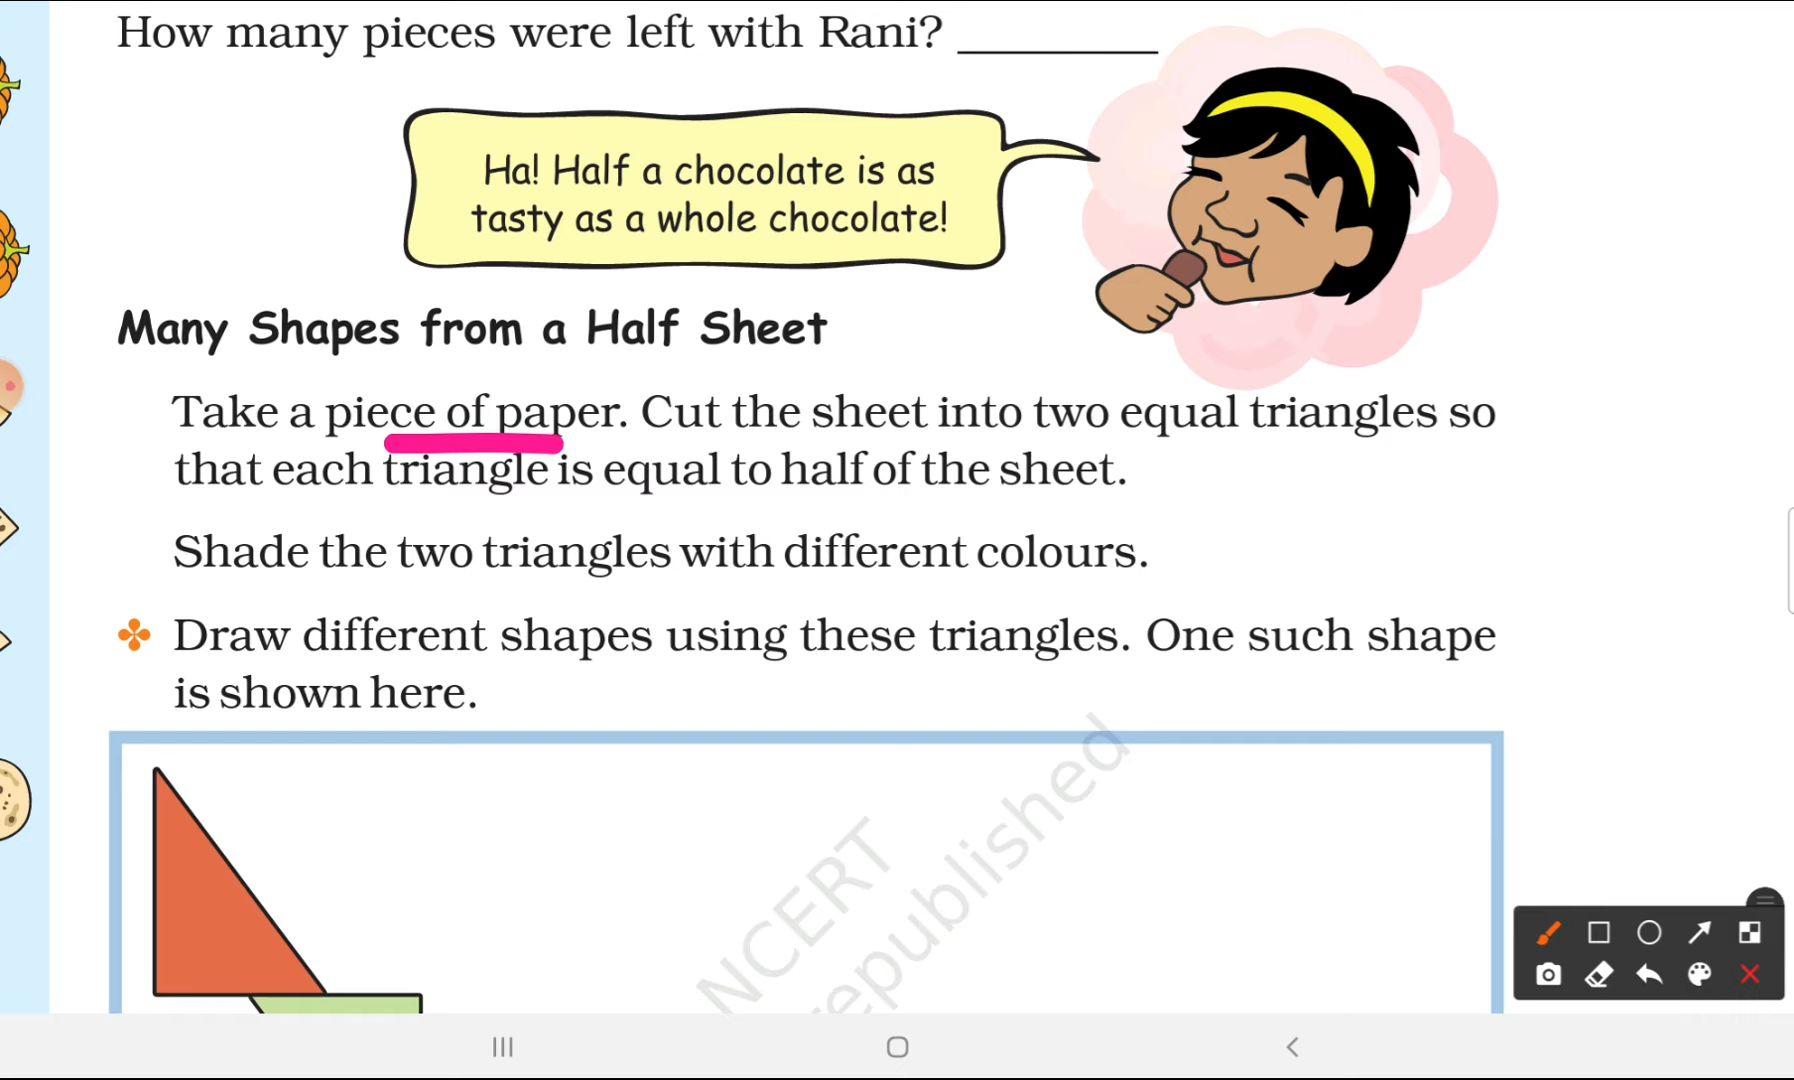 How many pieces were left with Rani?
Ha! Half a chocolate is as
tasty as a whole chocolate!
Many Shapes from a Half Sheet
Take a piece of paper. Cut the sheet into two equal triangles so
that each triangle is equal to half of the sheet.
Shade the two triangles with different colours.
Draw different shapes using these triangles. One such shape
is shown here.
NCERT
republished